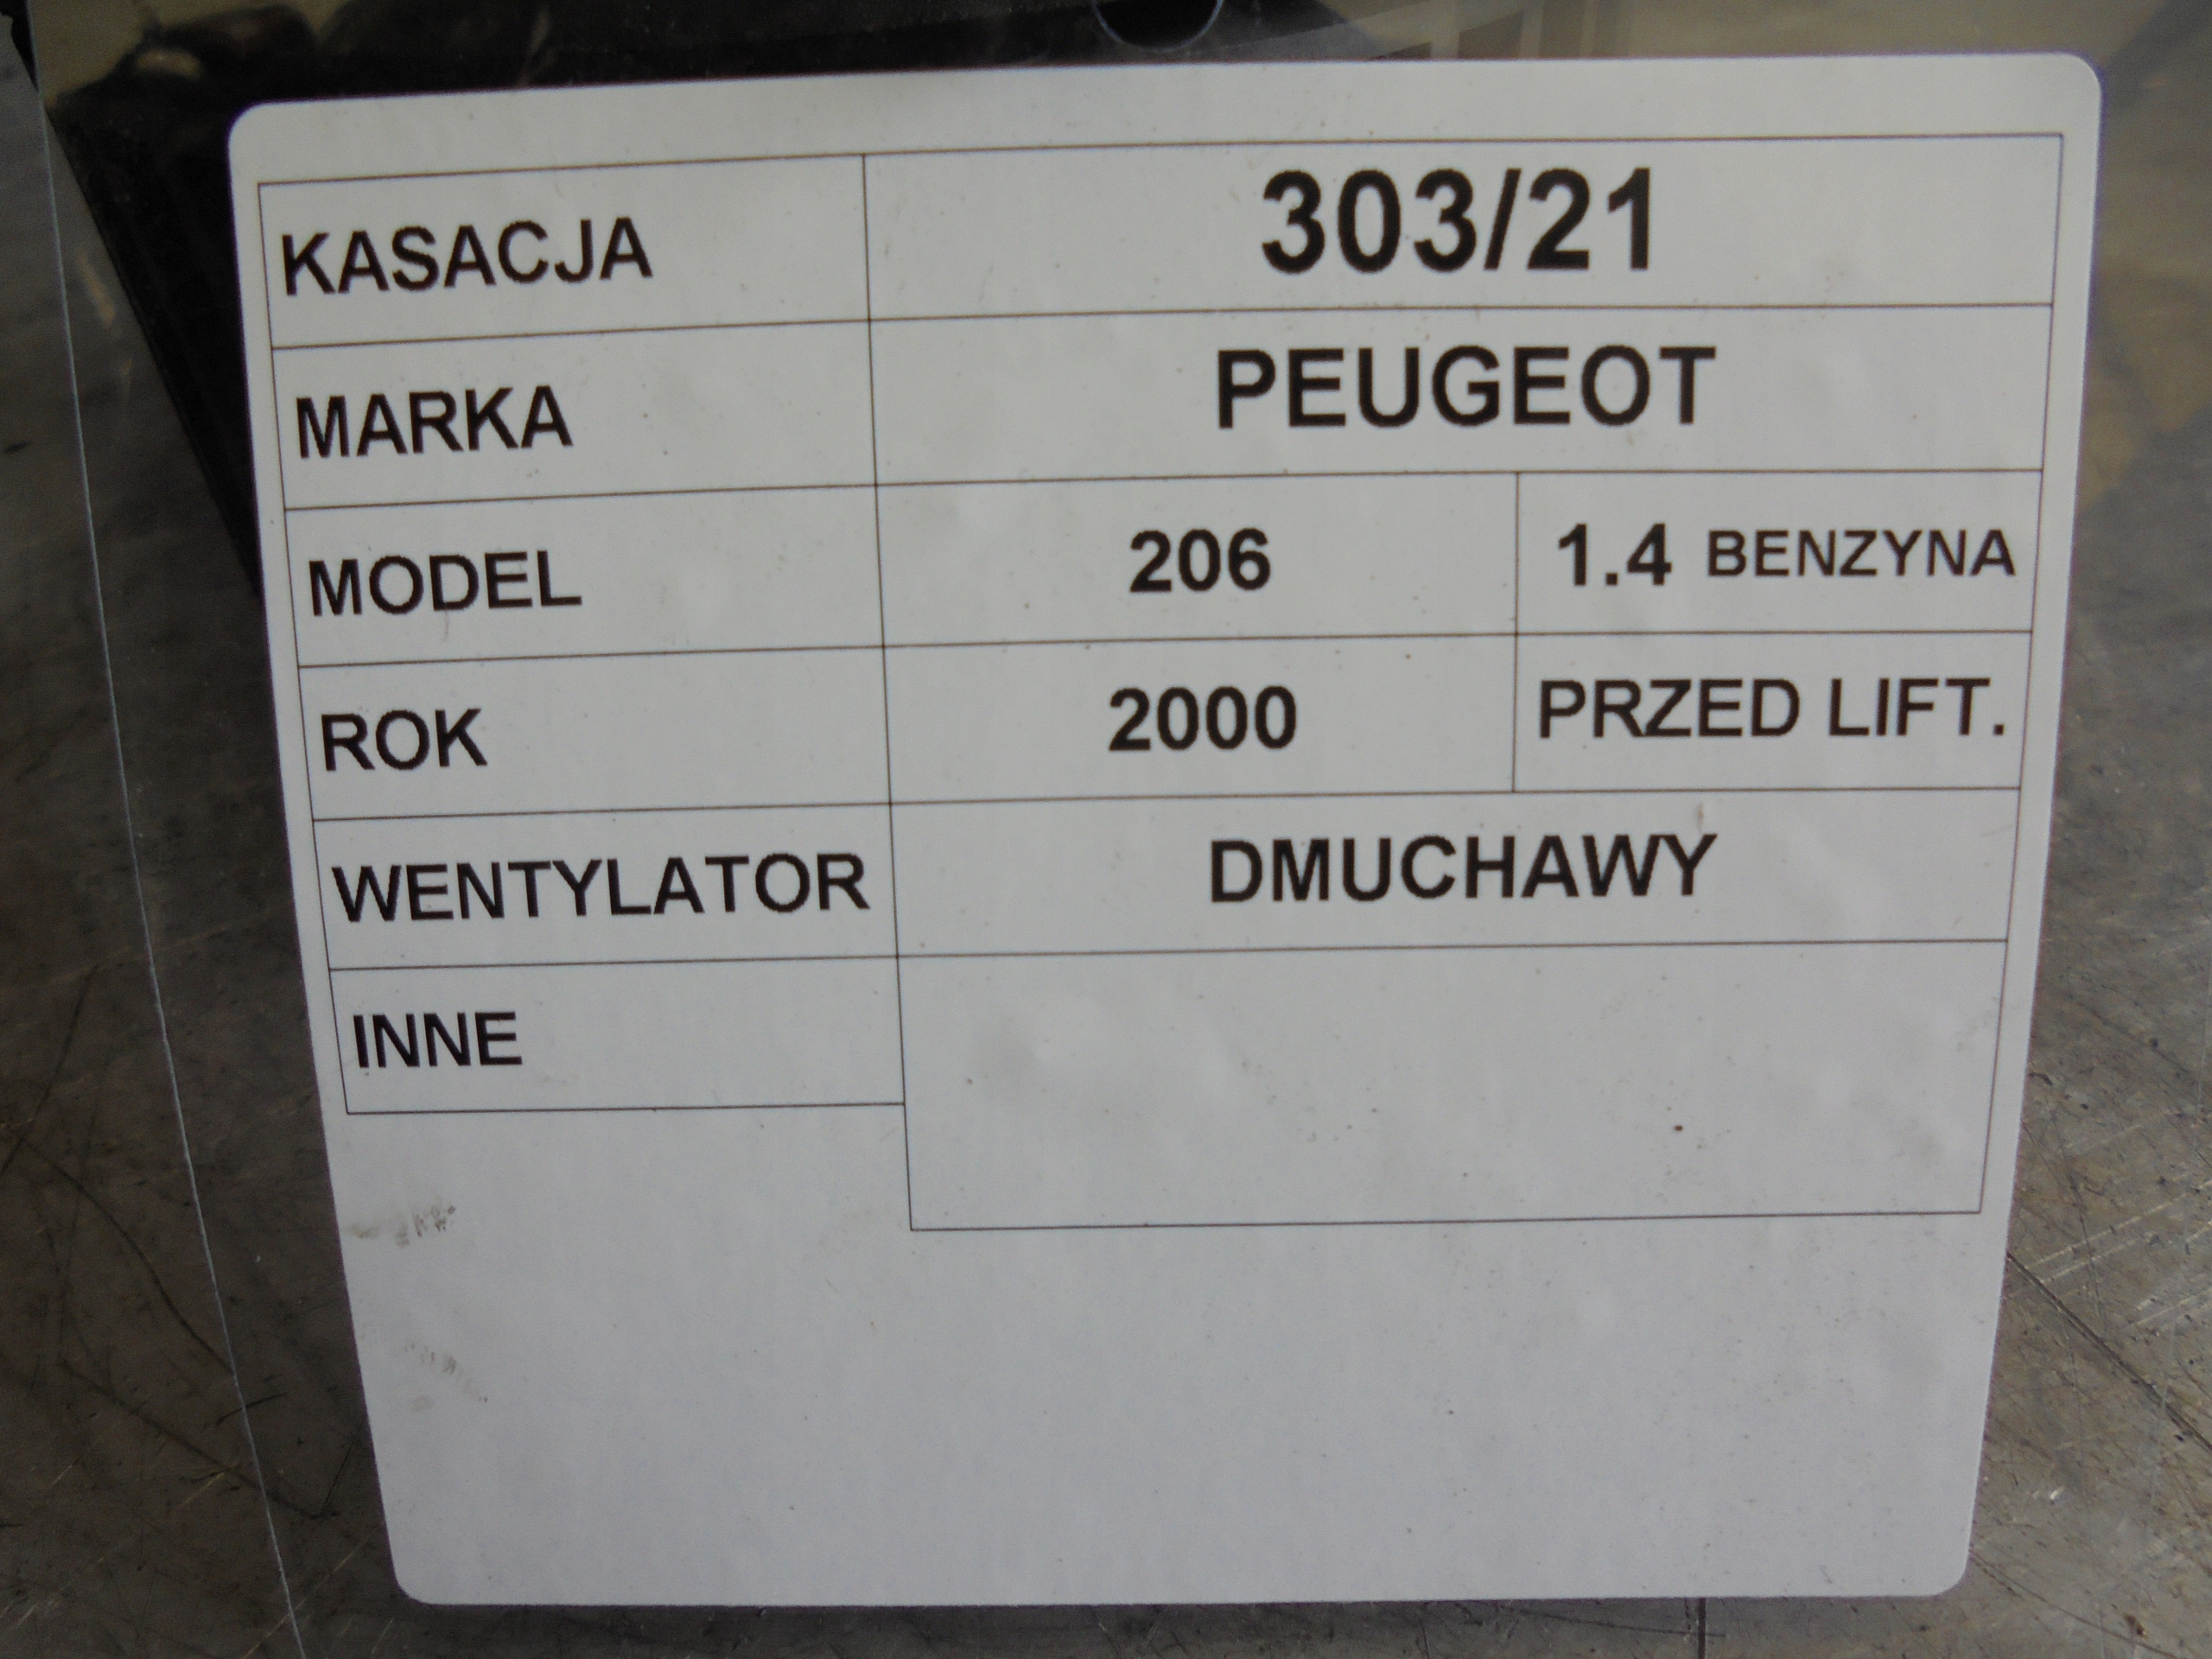 KASACJA 303/21
MARKA PEUGEOT
MODEL 206 1.4 BENZYNA
ROK 2000 PRZED LIFT.
WENTYLATOR DMUCHAWY
INNE